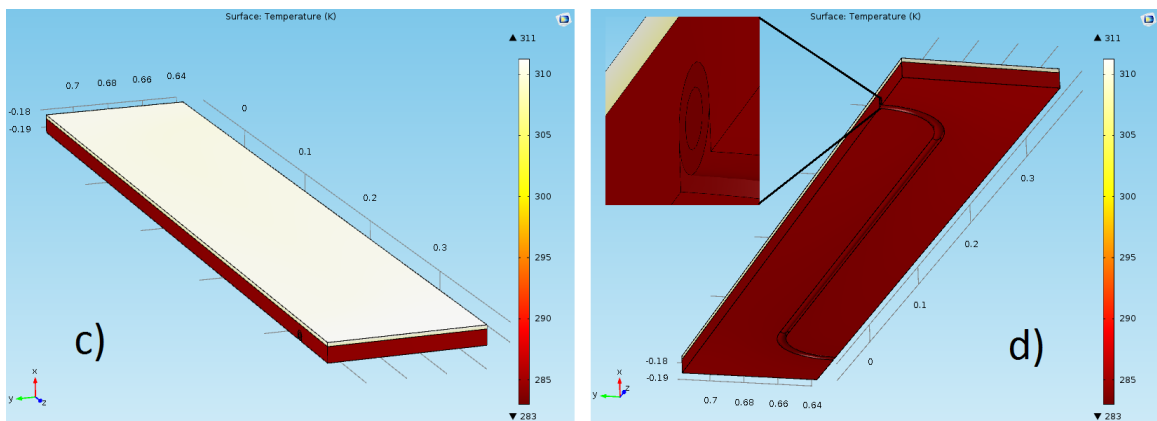 Surface: Temperature (K)
▲ 311
0.7 0.68 0.66 0.64
-0.18
-0.19
0
0.1
0.2
0.3
310
305
300
295
290
285
▼ 283
c)
x
y
z
Surface: Temperature (K)
▲ 311
310
305
300
295
290
285
▼ 283
0.3
0.2
0.1
0
-0.18
-0.19
0.7 0.68 0.66 0.64
d)
x
y
z